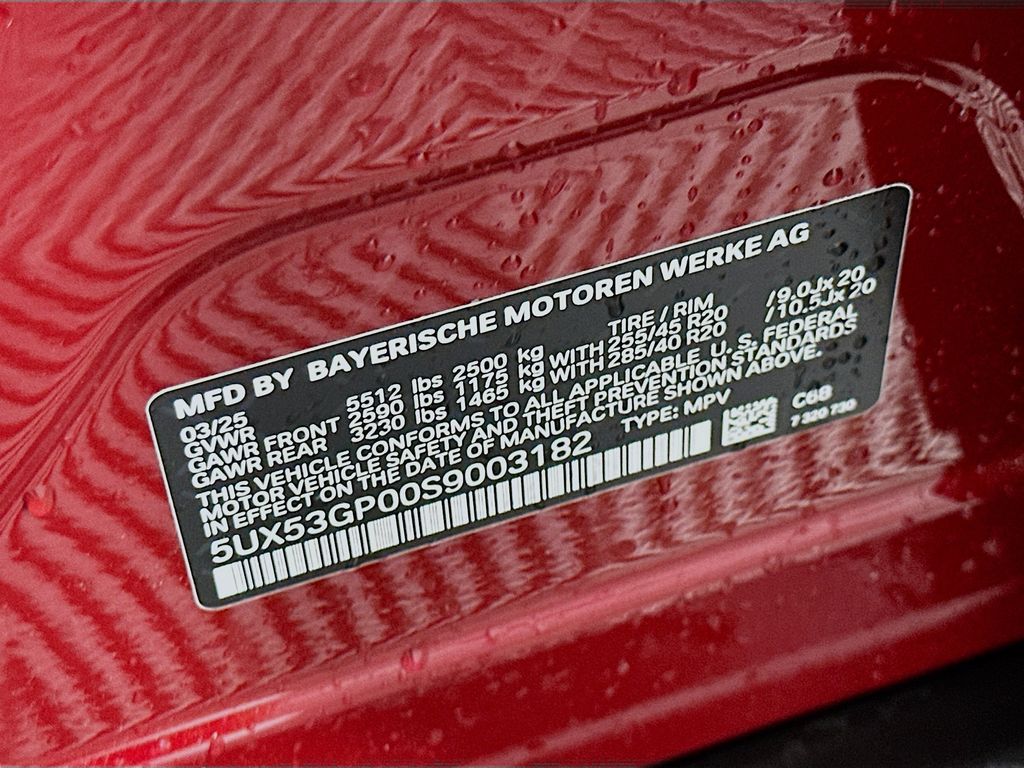 MFD BY BAYERISCHE MOTOREN WERKE AG
03/25 TIRE / RIM
GVWR 5512 lbs 2500 kg
GAWR FRONT 2590 lbs 1175 kg WITH 255/45 R20 /9.0Jx20
GAWR REAR 3230 lbs 1465 kg WITH 285/40 R20 /10.5Jx20
THIS VEHICLE CONFORMS TO ALL APPLICABLE U. S. FEDERAL
MOTOR VEHICLE SAFETY AND THEFT PREVENTION STANDARDS
IN EFFECT ON THE DATE OF MANUFACTURE SHOWN ABOVE.
5UX53GP00S9003182 TYPE: MPV C68
7 320 730